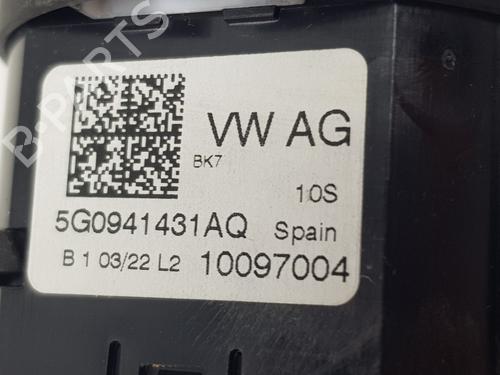 VW AG
BK7
10S
5G0941431AQ Spain
B 1 03/22 L2 10097004
B-PARTS